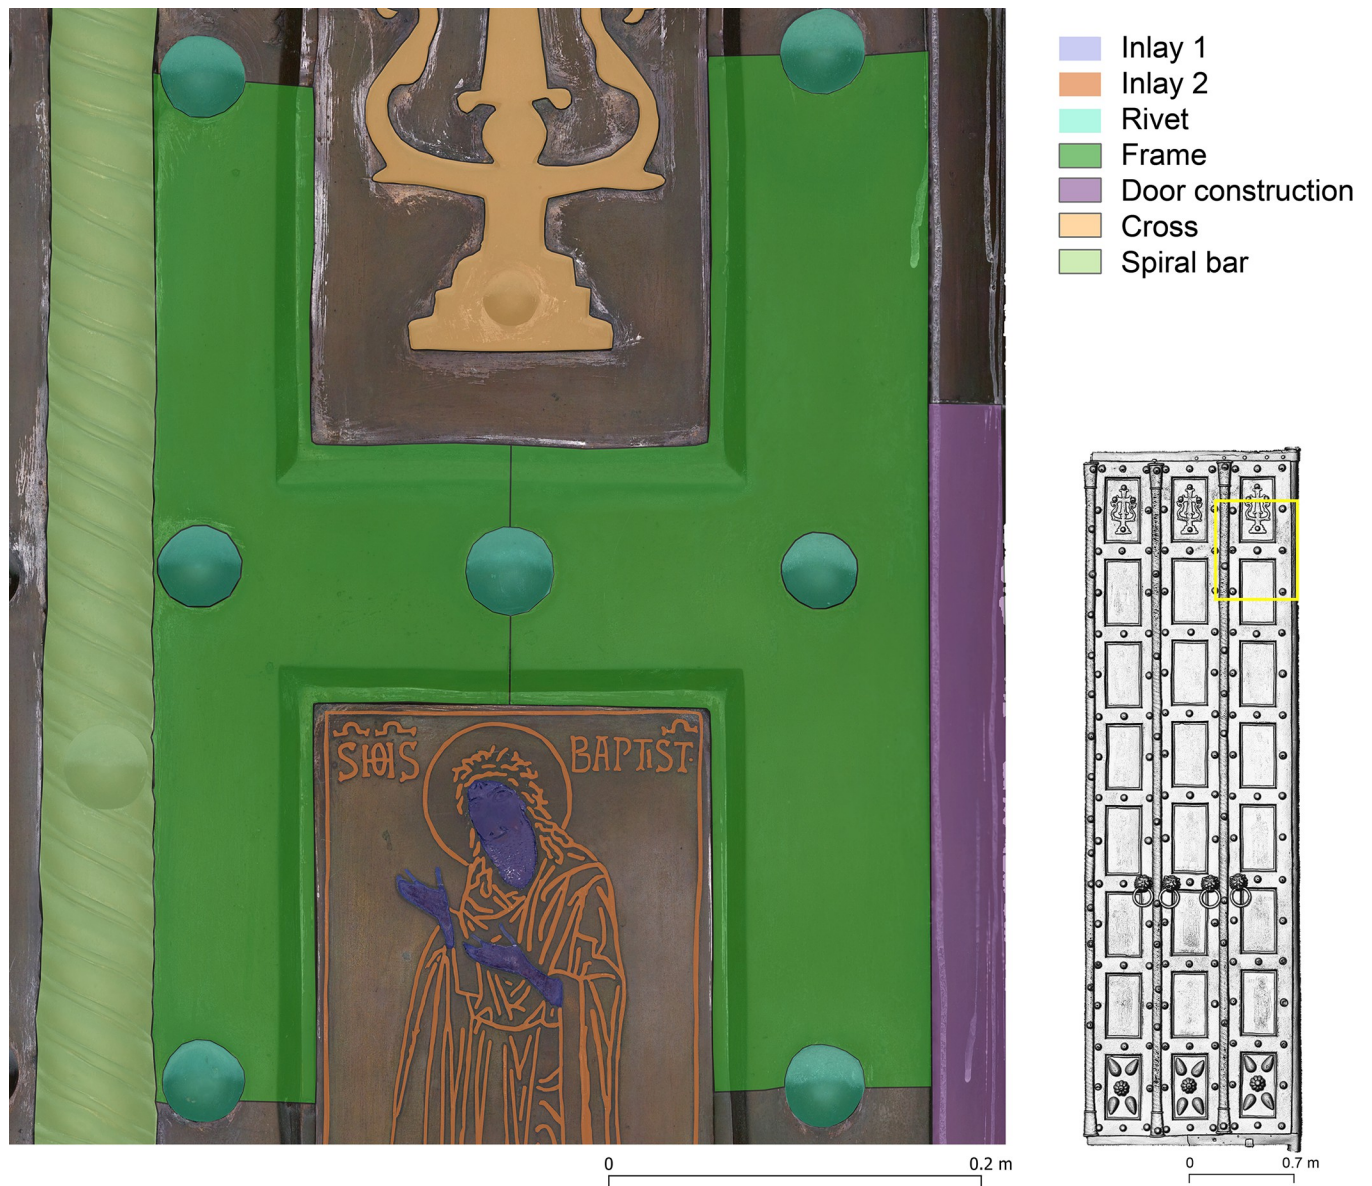 Inlay 1
Inlay 2
Rivet
Frame
Door construction
Cross
Spiral bar
SIOIS BAPTIST·
0 0.2 m
0 0.7 m